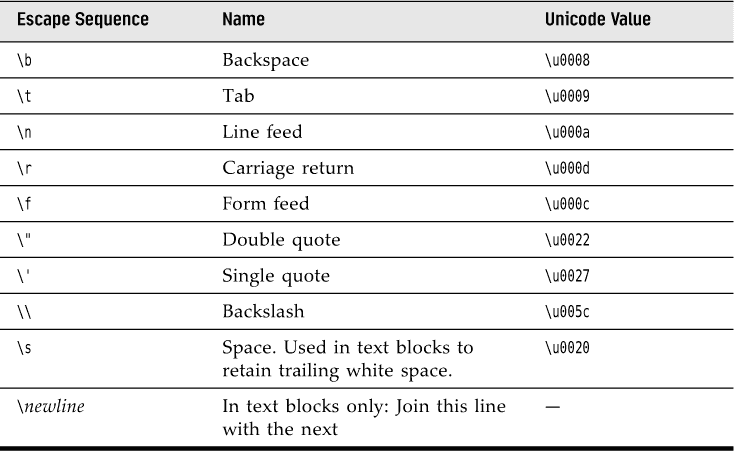 Escape Sequence Name Unicode Value
\b Backspace \u0008
\t Tab \u0009
\n Line feed \u000a
\r Carriage return \u000d
\f Form feed \u000c
\" Double quote \u0022
\' Single quote \u0027
\\ Backslash \u005c
\s Space. Used in text blocks to \u0020
retain trailing white space.
\newline In text blocks only: Join this line —
with the next